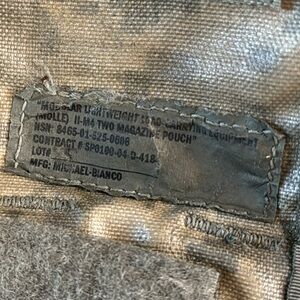 "MODULAR LIGHTWEIGHT LOAD-CARRYING EQUIPMENT
(MOLLE) II-M4 TWO MAGAZINE POUCH"
NSN: 8465-01-525-0606
CONTRACT # SP0100-04-D-418
LOT#
MFG: MICHAEL-BIANCO